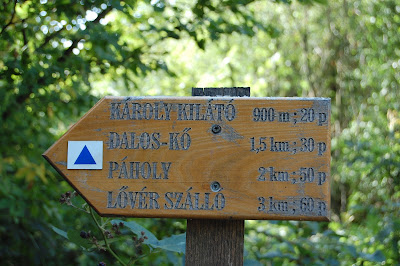 KÁROLY KILÁTÓ 900 m ; 20 p
DALOS-KŐ 1,5 km ; 30 p
PÁHOLY 2 km ; 50 p
LŐVÉR SZÁLLÓ 3 km ; 60 p